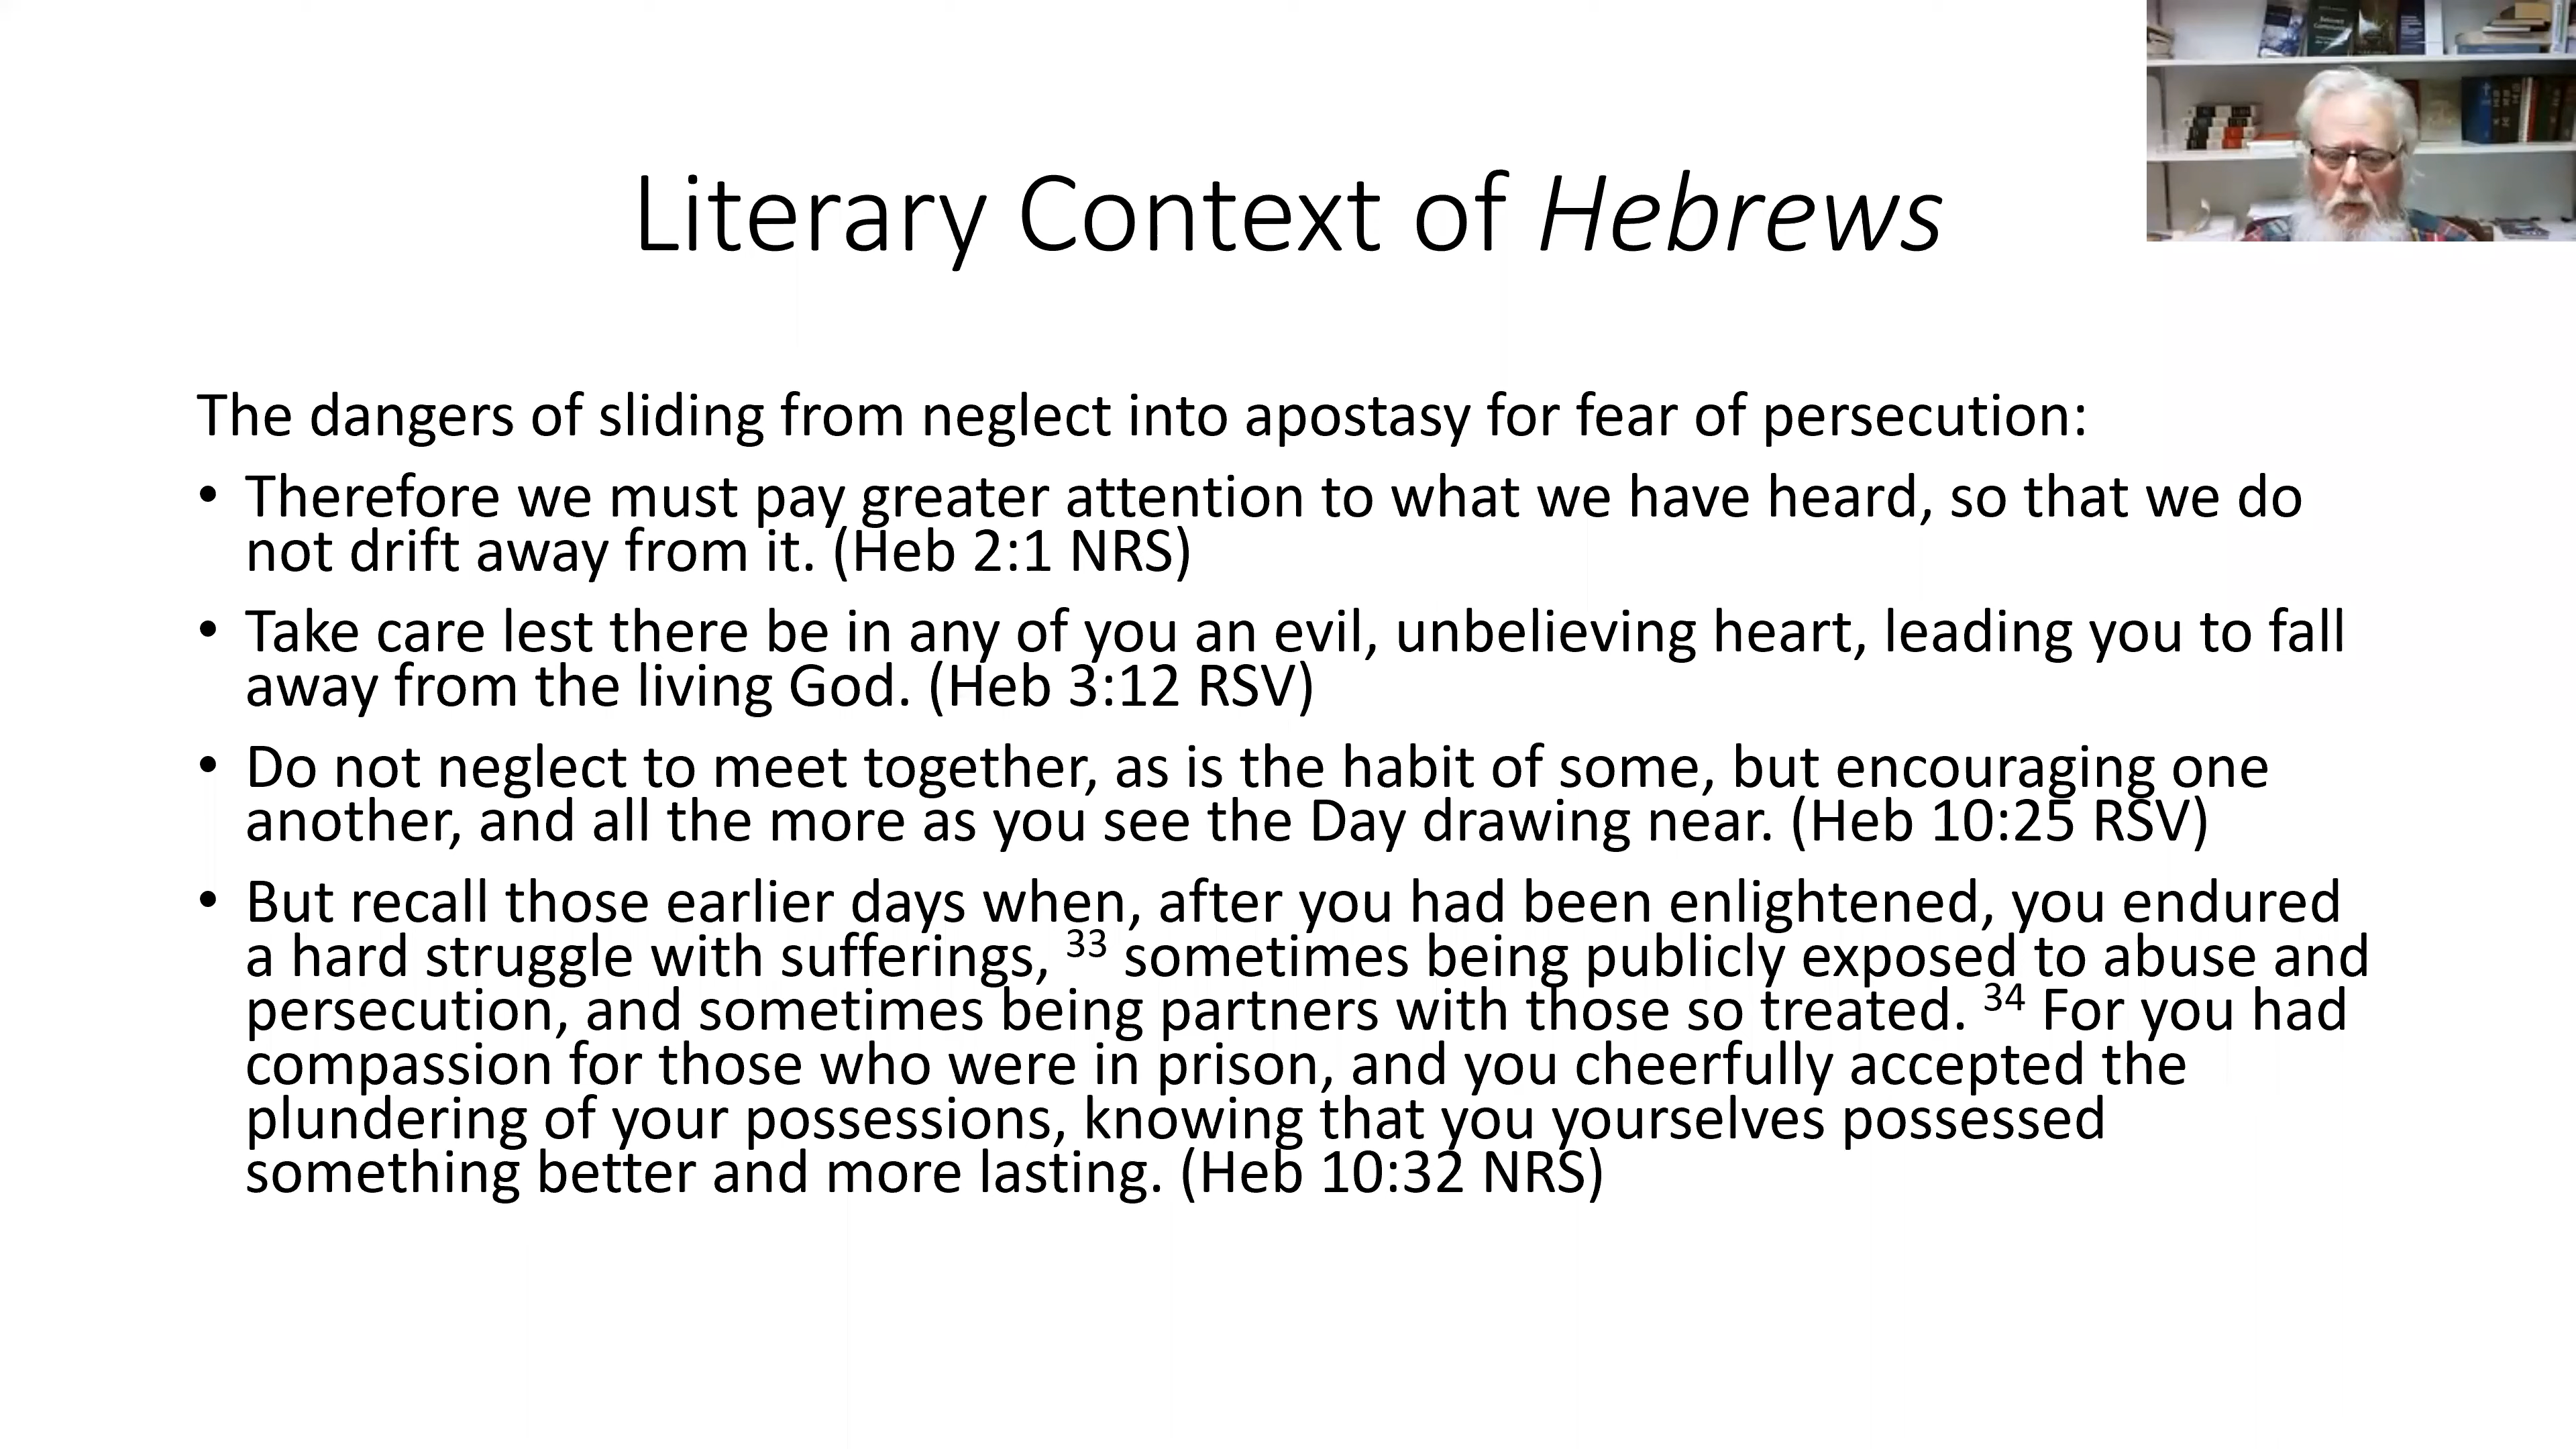 Literary Context of Hebrews
The dangers of sliding from neglect into apostasy for fear of persecution:
• Therefore we must pay greater attention to what we have heard, so that we do
not drift away from it. (Heb 2:1 NRS)
• Take care lest there be in any of you an evil, unbelieving heart, leading you to fall
away from the living God. (Heb 3:12 RSV)
• Do not neglect to meet together, as is the habit of some, but encouraging one
another, and all the more as you see the Day drawing near. (Heb 10:25 RSV)
• But recall those earlier days when, after you had been enlightened, you endured
a hard struggle with sufferings, 33 sometimes being publicly exposed to abuse and
persecution, and sometimes being partners with those so treated. 34 For you had
compassion for those who were in prison, and you cheerfully accepted the
plundering of your possessions, knowing that you yourselves possessed
something better and more lasting. (Heb 10:32 NRS)